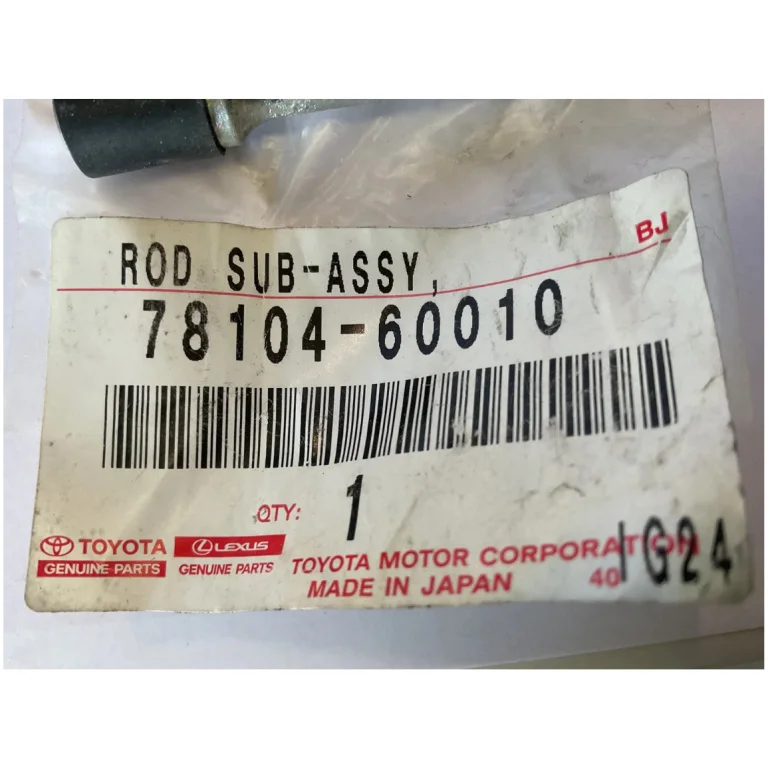 BJ
ROD SUB-ASSY,
78104-60010
QTY: 1
TOYOTA
GENUINE PARTS
LEXUS
GENUINE PARTS
TOYOTA MOTOR CORPORATION
MADE IN JAPAN
40
IG24